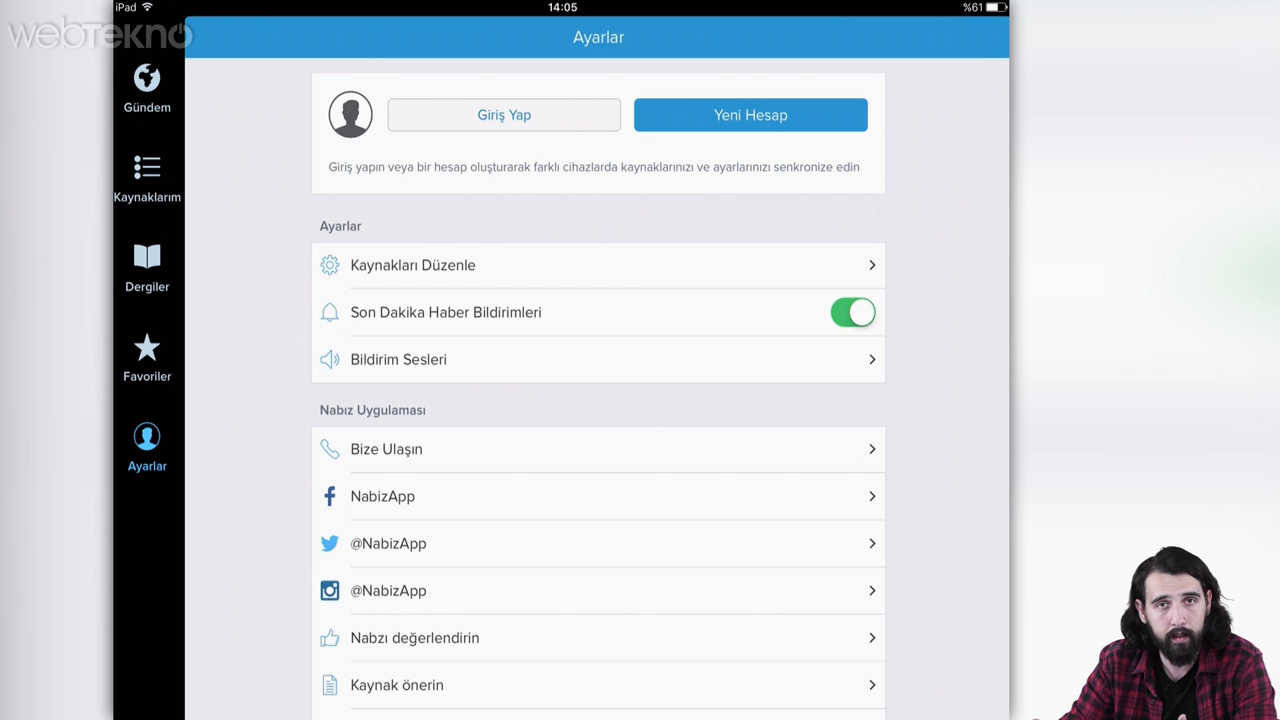 iPad
14:05
%61
webtekno
Ayarlar
Gündem
Kaynaklarım
Dergiler
Favoriler
Ayarlar
Giriş Yap
Yeni Hesap
Giriş yapın veya bir hesap oluşturarak farklı cihazlarda kaynaklarınızı ve ayarlarınızı senkronize edin
Ayarlar
Kaynakları Düzenle
Son Dakika Haber Bildirimleri
Bildirim Sesleri
Nabız Uygulaması
Bize Ulaşın
NabizApp
@NabizApp
@NabizApp
Nabzı değerlendirin
Kaynak önerin